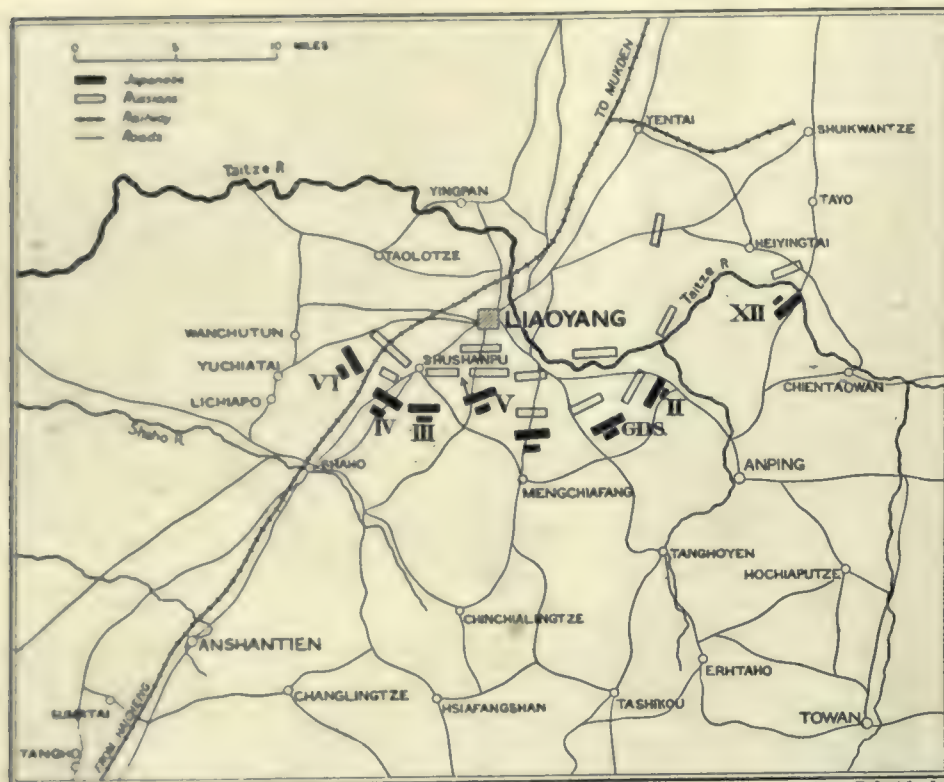 0 5 10 MILES
Japanese
Russians
Railway
Roads
TO MUKDEN
YENTAI
SHUIKWANTZE
Taitze R
YINGPAN
TAYO
TAOLOTZE
HEIYINGTAI
Taitze R
LIAOYANG
XII
WANCHUTUN
SHUSHANPU
YUCHIATAI
VI
CHIENTAOWAN
LICHIAPO
V
II
IV
III
GDS.
Shaho R
SHAHO
ANPING
MENGCHIAFANG
TANGHOYEN
HOCHIAPUTZE
CHINCHIALINGTZE
ANSHANTIEN
ERHTAHO
CHANGLINGTZE
HSIAFANGSHAN
TASHIKOU
TOWAN
FROM HAICHENG
TANGHO